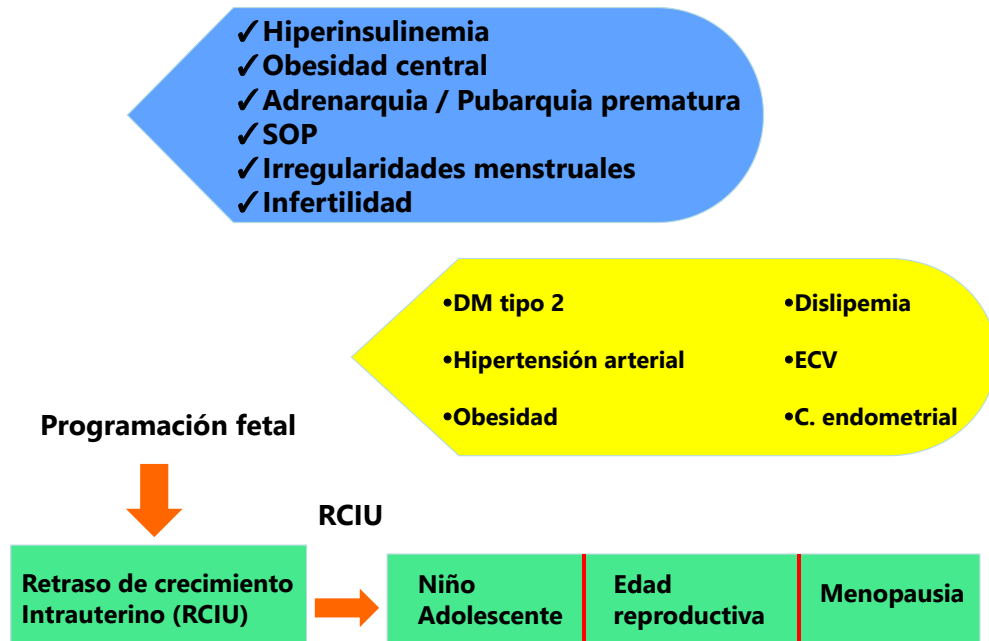 ✓Hiperinsulinemia
✓Obesidad central
✓Adrenarquia / Pubarquia prematura
✓SOP
✓Irregularidades menstruales
✓Infertilidad
•DM tipo 2
•Dislipemia
•Hipertensión arterial
•ECV
•Obesidad
•C. endometrial
Programación fetal
RCIU
Retraso de crecimiento
Intrauterino (RCIU)
Niño
Adolescente
Edad
reproductiva
Menopausia